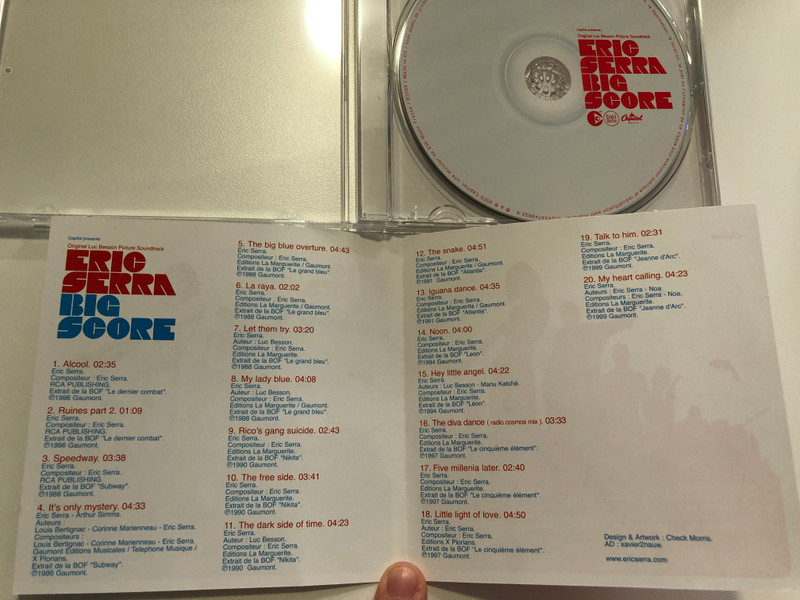 Capitol presents
Original Luc Besson Picture Soundtrack
ERIC
SERRA
BIG
SCORE
Capitol
Capitol presents
Original Luc Besson Picture Soundtrack
ERIC
SERRA
BIG
SCORE
1. Alcool. 02:35
Eric Serra.
Compositeur : Eric Serra.
RCA PUBLISHING.
Extrait de la BOF "Le dernier combat".
℗1996 Gaumont.
2. Ruines part 2. 01:09
Eric Serra.
Compositeur : Eric Serra.
RCA PUBLISHING.
Extrait de la BOF "Le dernier combat".
℗1996 Gaumont.
3. Speedway. 03:38
Eric Serra.
Compositeur : Eric Serra.
RCA PUBLISHING.
Extrait de la BOF "Subway".
℗1986 Gaumont.
4. It's only mystery. 04:33
Eric Serra - Arthur Simms.
Auteurs :
Louis Bertignac - Corinne Marienneau - Eric Serra.
Compositeurs :
Louis Bertignac - Corinne Marienneau - Eric Serra.
Gaumont Editions Musicales / Telephone Musique /
X Plorians.
Extrait de la BOF "Subway".
℗1986 Gaumont.
5. The big blue overture. 04:43
Eric Serra.
Compositeur : Eric Serra.
Editions La Marguerite / Gaumont.
Extrait de la BOF "Le grand bleu".
℗1988 Gaumont.
6. La raya. 02:02
Eric Serra.
Compositeur : Eric Serra.
Editions La Marguerite / Gaumont.
Extrait de la BOF "Le grand bleu".
℗1988 Gaumont.
7. Let them try. 03:20
Eric Serra.
Auteur : Luc Besson.
Compositeur : Eric Serra.
Editions La Marguerite.
Extrait de la BOF "Le grand bleu".
℗1988 Gaumont.
8. My lady blue. 04:08
Eric Serra.
Auteur : Luc Besson.
Compositeur : Eric Serra.
Editions La Marguerite / Gaumont.
Extrait de la BOF "Le grand bleu".
℗1988 Gaumont.
9. Rico's gang suicide. 02:43
Eric Serra.
Compositeur : Eric Serra.
Editions La Marguerite.
Extrait de la BOF "Nikita".
℗1990 Gaumont.
10. The free side. 03:41
Eric Serra.
Compositeur : Eric Serra.
Editions La Marguerite.
Extrait de la BOF "Nikita".
℗1990 Gaumont.
11. The dark side of time. 04:23
Eric Serra.
Auteur : Luc Besson.
Compositeur : Eric Serra.
Editions La Marguerite.
Extrait de la BOF "Nikita".
℗1990 Gaumont.
12. The snake. 04:51
Eric Serra.
Compositeur : Eric Serra.
Editions La Marguerite / Gaumont.
Extrait de la BOF "Atlantis".
℗1991 Gaumont.
13. Iguana dance. 04:35
Eric Serra.
Compositeur : Eric Serra.
Editions La Marguerite / Gaumont.
Extrait de la BOF "Atlantis".
℗1991 Gaumont.
14. Noon. 04:00
Eric Serra.
Compositeur : Eric Serra.
Editions La Marguerite.
Extrait de la BOF "Leon".
℗1994 Gaumont.
15. Hey little angel. 04:22
Eric Serra.
Auteurs : Luc Besson - Manu Katché.
Compositeur : Eric Serra.
Editions La Marguerite.
Extrait de la BOF "Leon".
℗1994 Gaumont.
16. The diva dance ( radio cosmos mix ). 03:33
Eric Serra.
Compositeur : Eric Serra.
Editions La Marguerite.
Extrait de la BOF "Le cinquième élément".
℗1997 Gaumont.
17. Five millenia later. 02:40
Eric Serra.
Compositeur : Eric Serra.
Editions La Marguerite.
Extrait de la BOF "Le cinquième élément".
℗1997 Gaumont.
18. Little light of love. 04:50
Eric Serra.
Auteur : Eric Serra.
Compositeur : Eric Serra.
Editions X Plorians.
Extrait de la BOF "Le cinquième élément".
℗1997 Gaumont.
19. Talk to him. 02:31
Eric Serra.
Compositeur : Eric Serra.
Editions La Marguerite.
Extrait de la BOF "Jeanne d'Arc".
℗1999 Gaumont.
20. My heart calling. 04:23
Eric Serra.
Auteurs : Eric Serra - Noa.
Compositeurs : Eric Serra - Noa.
Editions La Marguerite.
Extrait de la BOF "Jeanne d'Arc".
℗1999 Gaumont.
Design & Artwork : Check Morris.
AD : xavier2nauw.
www.ericserra.com